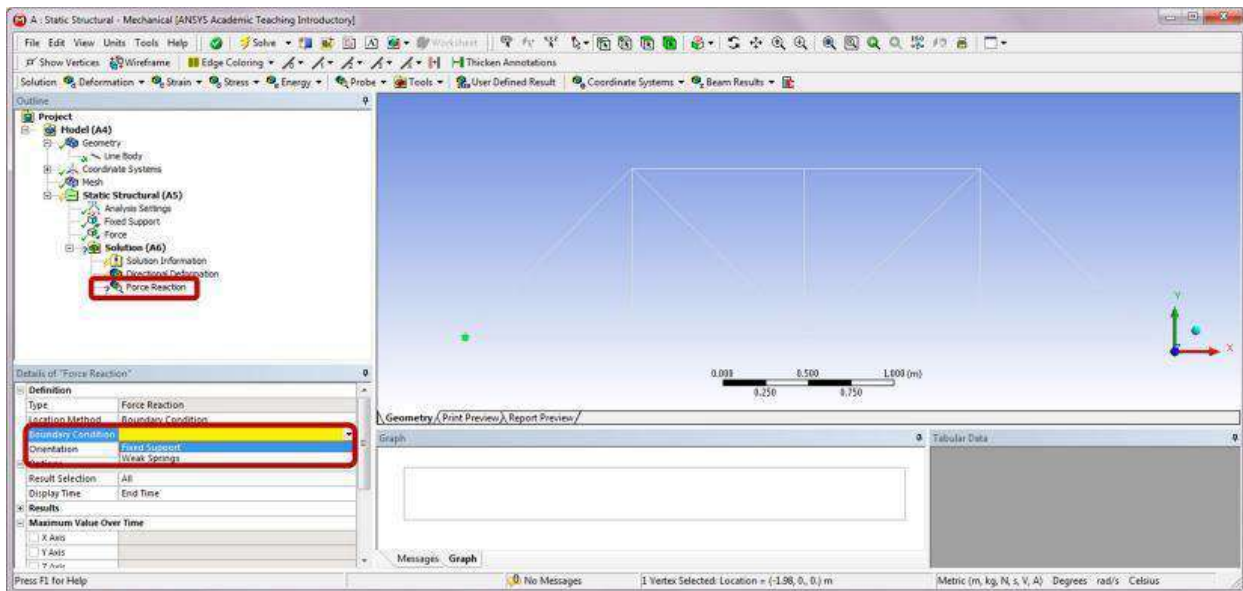 A : Static Structural - Mechanical [ANSYS Academic Teaching Introductory]
File Edit View Units Tools Help Solve Worksheet
Show Vertices Wireframe Edge Coloring Thicken Annotations
Solution Deformation Strain Stress Energy Probe Tools User Defined Result Coordinate Systems Beam Results
Outline
Project
Model (A4)
Geometry
Line Body
Coordinate Systems
Mesh
Static Structural (A5)
Analysis Settings
Fixed Support
Force
Solution (A6)
Solution Information
Directional Deformation
Force Reaction
Y
X
0.000 0.500 1.000 (m)
0.250 0.750
Geometry Print Preview Report Preview
Details of "Force Reaction"
Definition
Type Force Reaction
Location Method Boundary Condition
Boundary Condition
Orientation Fixed Support
Weak Springs
Options
Result Selection All
Display Time End Time
Results
Maximum Value Over Time
X Axis
Y Axis
Z Axis
Graph
Tabular Data
Messages Graph
Press F1 for Help No Messages 1 Vertex Selected: Location = (-1.98, 0., 0.) m Metric (m, kg, N, s, V, A) Degrees rad/s Celsius